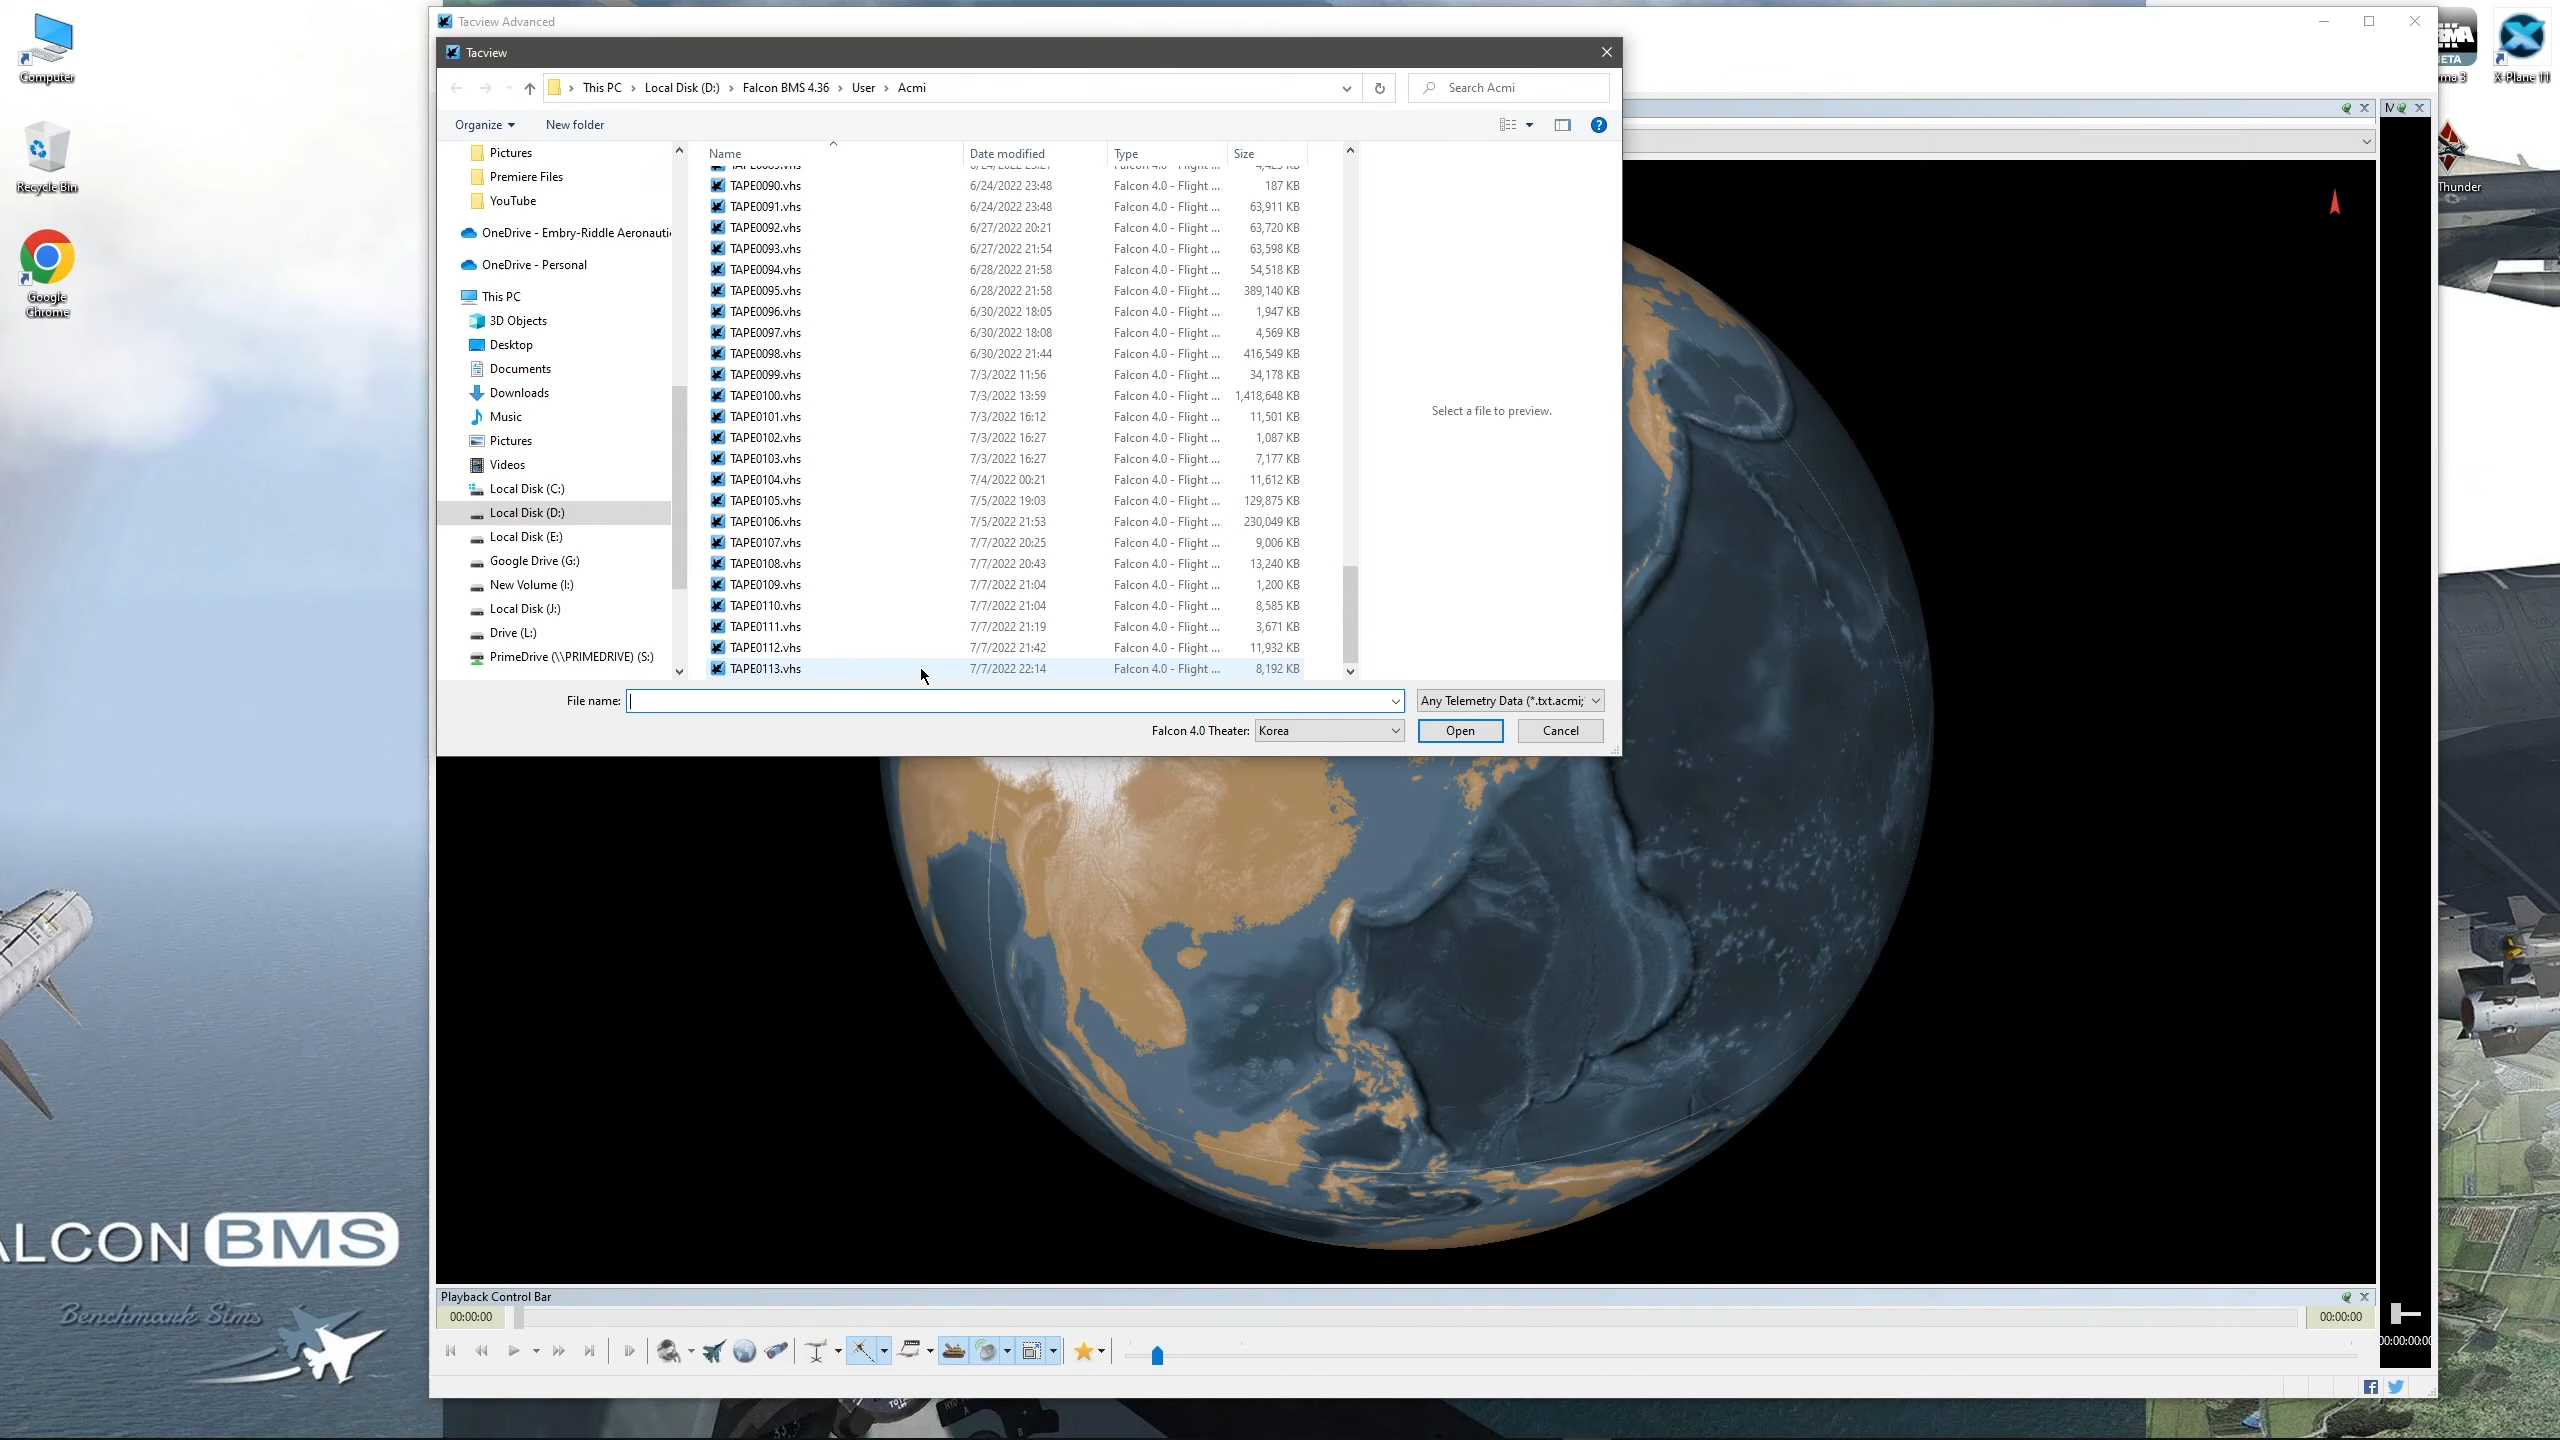 Computer
Recycle Bin
Google
Chrome
Tacview Advanced
Tacview
This PC
Local Disk (D:)
Falcon BMS 4.36
User
Acmi
Search Acmi
Organize
New folder
Pictures
Premiere Files
YouTube
OneDrive - Embry-Riddle Aeronauti
OneDrive - Personal
This PC
3D Objects
Desktop
Documents
Downloads
Music
Pictures
Videos
Local Disk (C:)
Local Disk (D:)
Local Disk (E:)
Google Drive (G:)
New Volume (I:)
Local Disk (J:)
Drive (L:)
PrimeDrive (\\PRIMEDRIVE) (S:)
Name Date modified Type Size
TAPE0090.vhs 6/24/2022 23:48 Falcon 4.0 - Flight ... 187 KB
TAPE0091.vhs 6/24/2022 23:48 Falcon 4.0 - Flight ... 63,911 KB
TAPE0092.vhs 6/27/2022 20:21 Falcon 4.0 - Flight ... 63,720 KB
TAPE0093.vhs 6/27/2022 21:54 Falcon 4.0 - Flight ... 63,598 KB
TAPE0094.vhs 6/28/2022 21:58 Falcon 4.0 - Flight ... 54,518 KB
TAPE0095.vhs 6/28/2022 21:58 Falcon 4.0 - Flight ... 389,140 KB
TAPE0096.vhs 6/30/2022 18:05 Falcon 4.0 - Flight ... 1,947 KB
TAPE0097.vhs 6/30/2022 18:08 Falcon 4.0 - Flight ... 4,569 KB
TAPE0098.vhs 6/30/2022 21:44 Falcon 4.0 - Flight ... 416,549 KB
TAPE0099.vhs 7/3/2022 11:56 Falcon 4.0 - Flight ... 34,178 KB
TAPE0100.vhs 7/3/2022 13:59 Falcon 4.0 - Flight ... 1,418,648 KB
TAPE0101.vhs 7/3/2022 16:12 Falcon 4.0 - Flight ... 11,501 KB
TAPE0102.vhs 7/3/2022 16:27 Falcon 4.0 - Flight ... 1,087 KB
TAPE0103.vhs 7/3/2022 16:27 Falcon 4.0 - Flight ... 7,177 KB
TAPE0104.vhs 7/4/2022 00:21 Falcon 4.0 - Flight ... 11,612 KB
TAPE0105.vhs 7/5/2022 19:03 Falcon 4.0 - Flight ... 129,875 KB
TAPE0106.vhs 7/5/2022 21:53 Falcon 4.0 - Flight ... 230,049 KB
TAPE0107.vhs 7/7/2022 20:25 Falcon 4.0 - Flight ... 9,006 KB
TAPE0108.vhs 7/7/2022 20:43 Falcon 4.0 - Flight ... 13,240 KB
TAPE0109.vhs 7/7/2022 21:04 Falcon 4.0 - Flight ... 1,200 KB
TAPE0110.vhs 7/7/2022 21:04 Falcon 4.0 - Flight ... 8,585 KB
TAPE0111.vhs 7/7/2022 21:19 Falcon 4.0 - Flight ... 3,671 KB
TAPE0112.vhs 7/7/2022 21:42 Falcon 4.0 - Flight ... 11,932 KB
TAPE0113.vhs 7/7/2022 22:14 Falcon 4.0 - Flight ... 8,192 KB
Select a file to preview.
File name:
Any Telemetry Data (*.txt.acmi;
Falcon 4.0 Theater: Korea
Open
Cancel
M
ma 3
X-Plane 11
Thunder
ALCON BMS
Benchmark Sims
Playback Control Bar
00:00:00
00:00:00
00:00:00:0